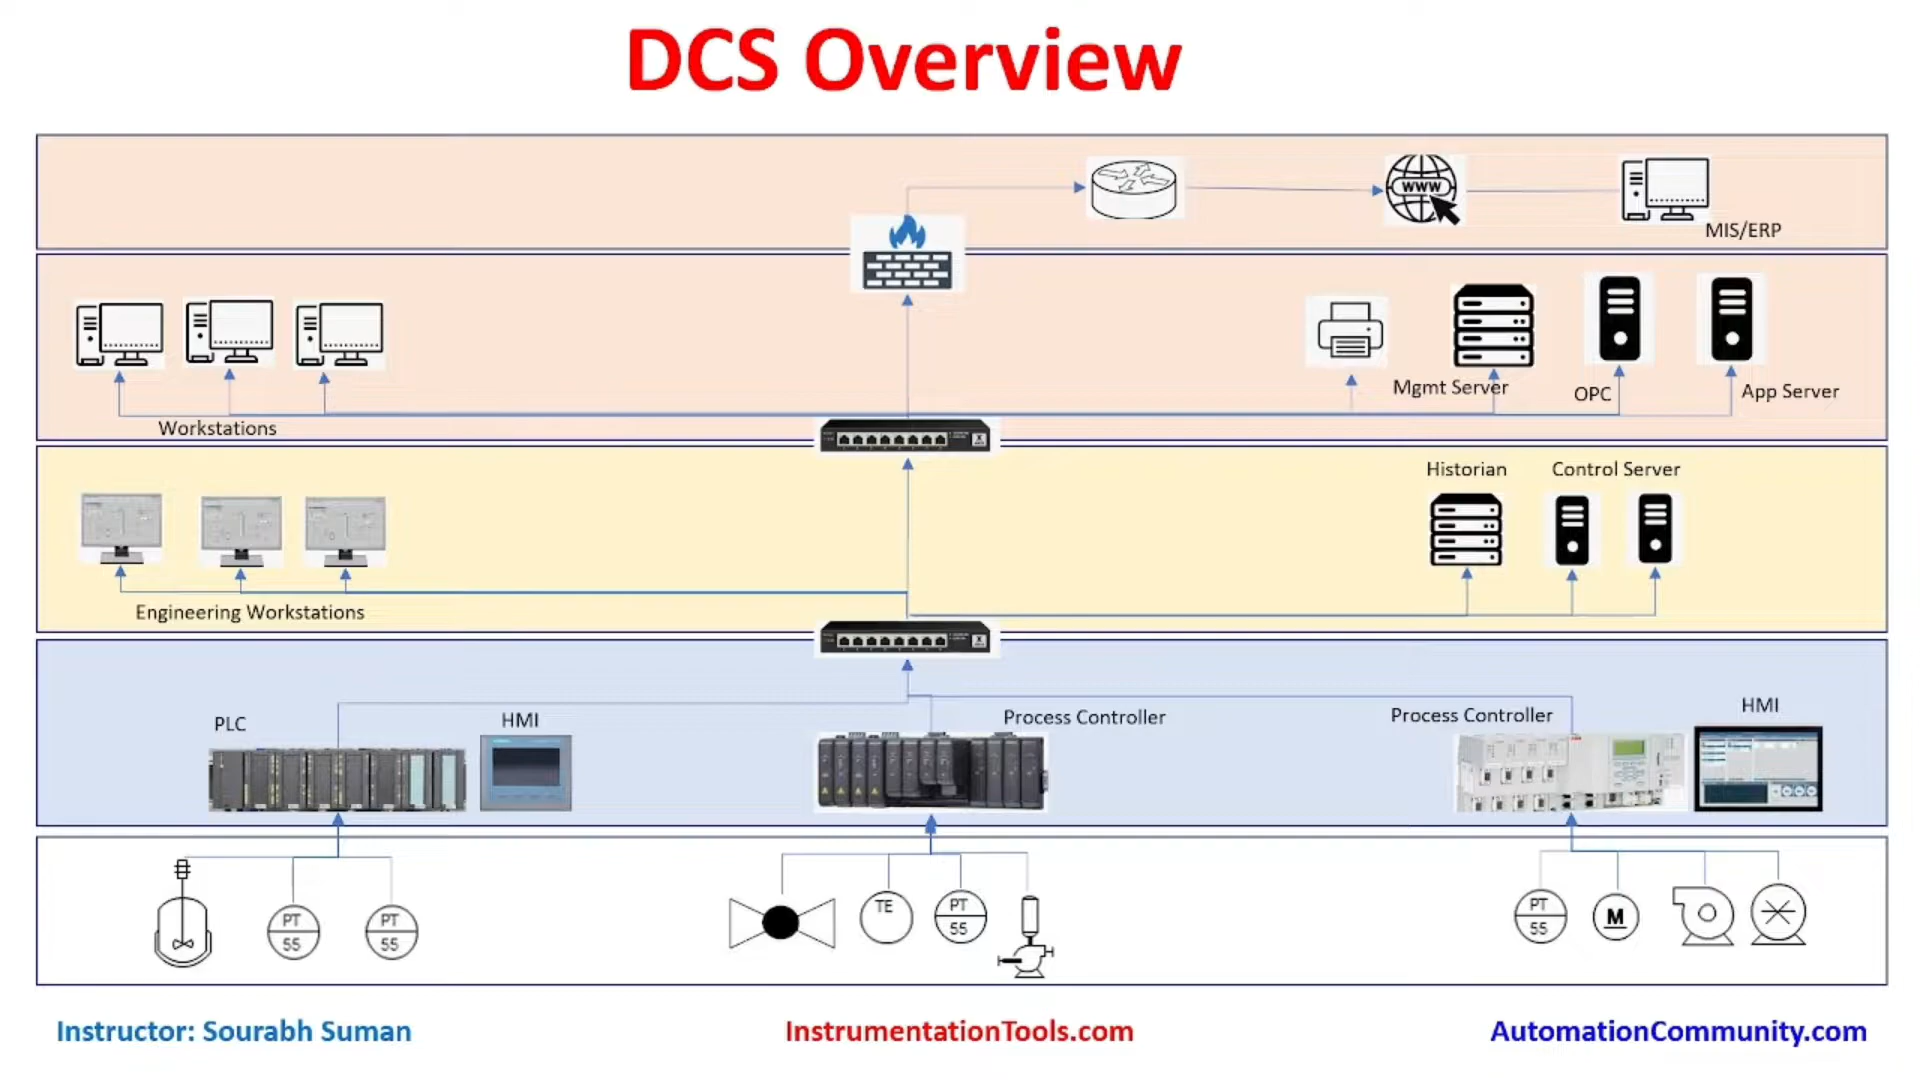 DCS Overview
WWW
MIS/ERP
Mgmt Server
OPC
App Server
Workstations
Historian
Control Server
Engineering Workstations
PLC
HMI
Process Controller
Process Controller
HMI
PT
55
PT
55
TE
PT
55
PT
55
M
Instructor: Sourabh Suman
InstrumentationTools.com
AutomationCommunity.com